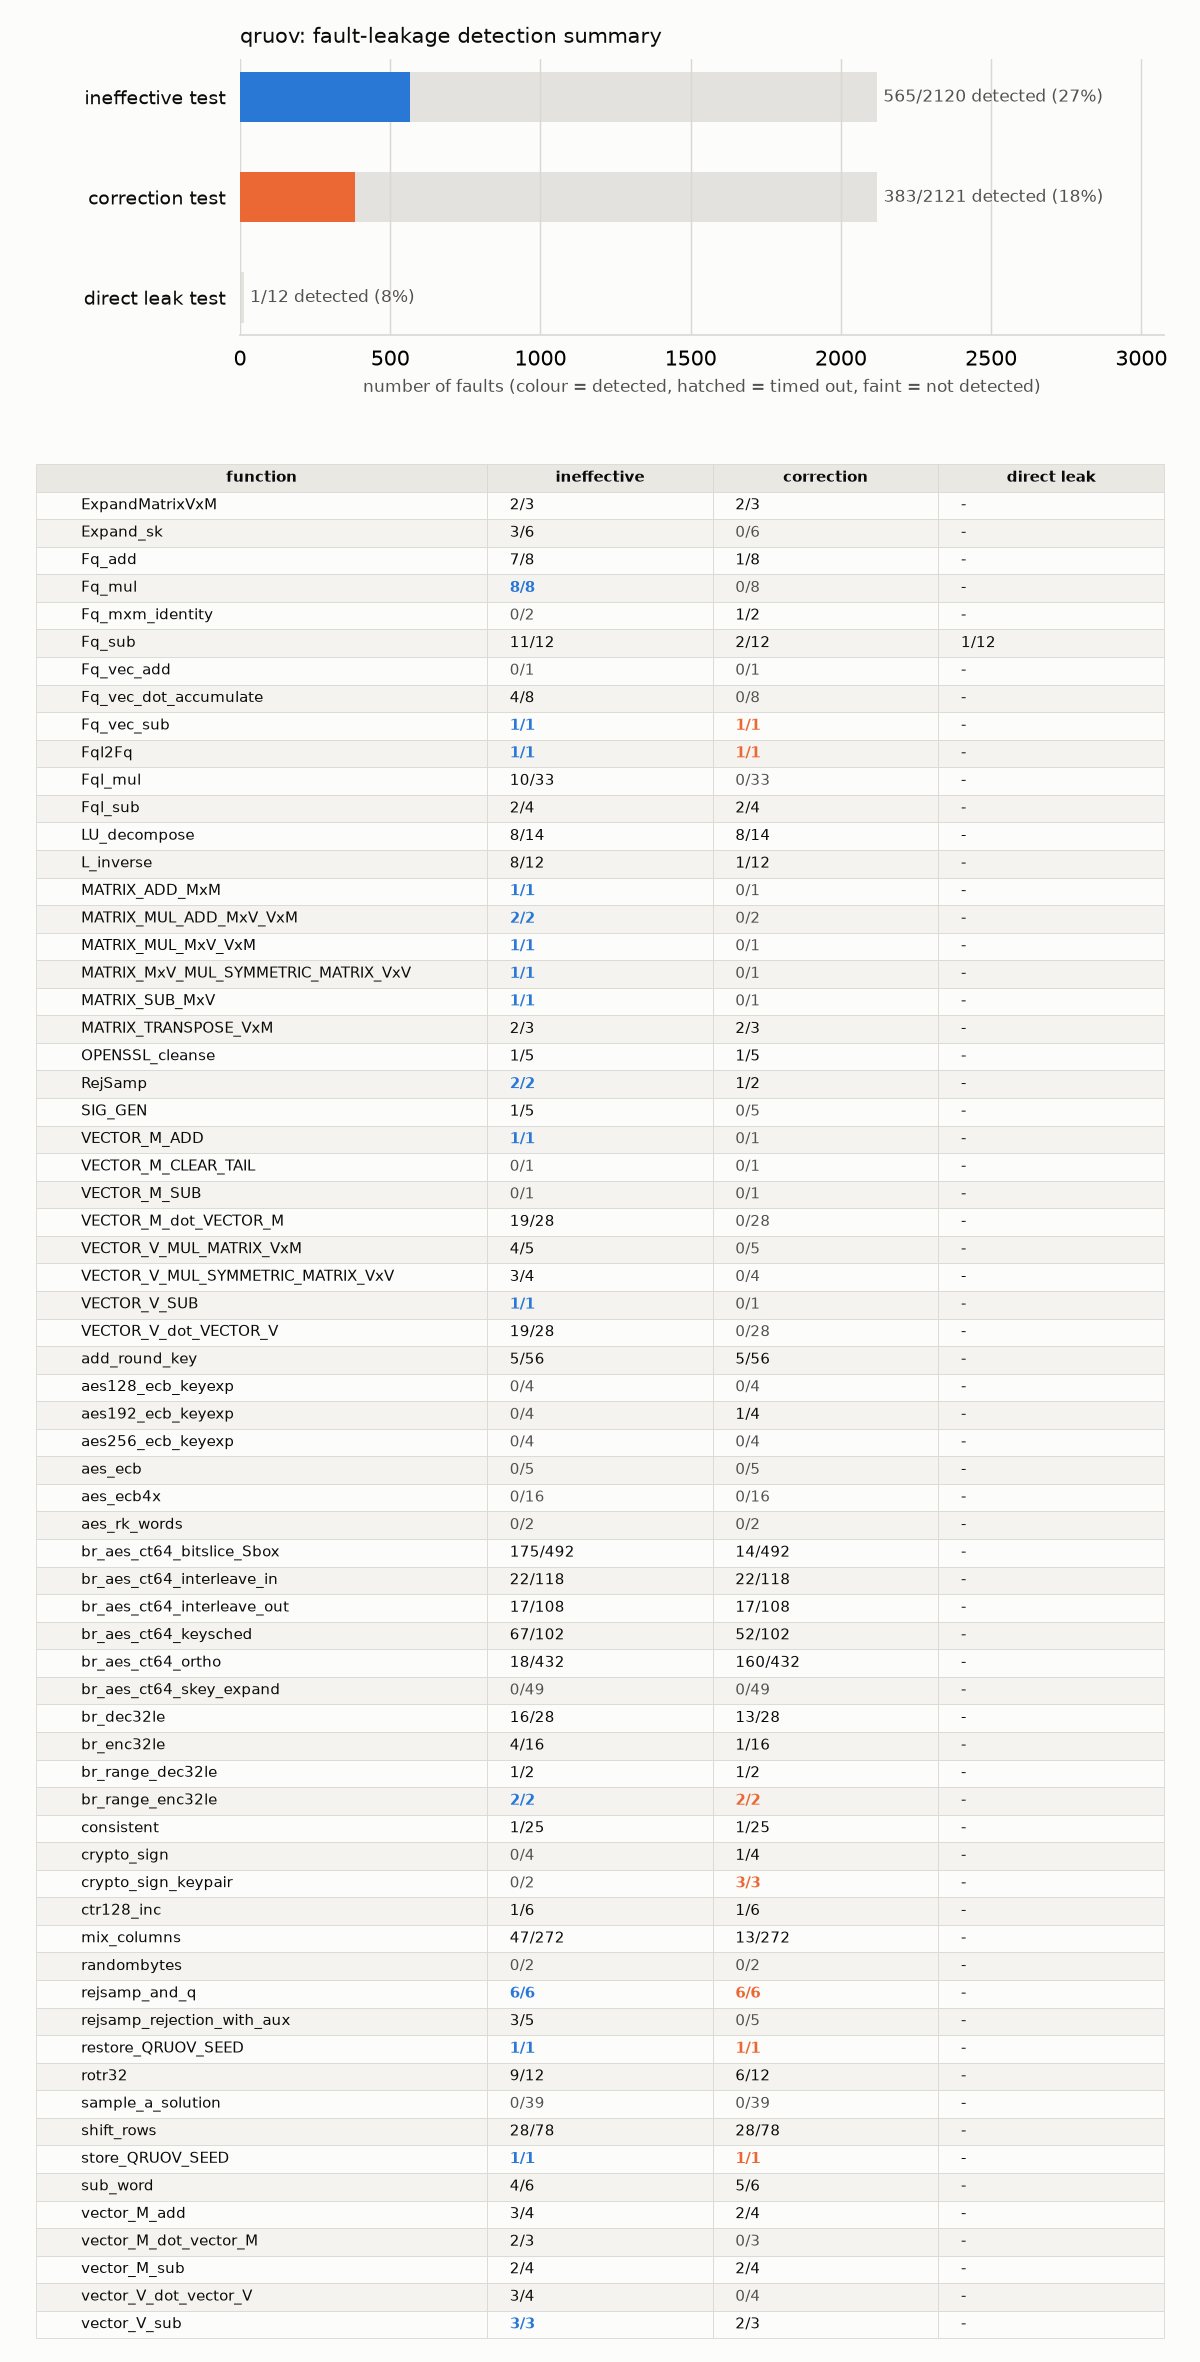 qruov: fault-leakage detection summary
ineffective test
565/2120 detected (27%)
correction test
383/2121 detected (18%)
direct leak test
1/12 detected (8%)
0 500 1000 1500 2000 2500 3000
number of faults (colour = detected, hatched = timed out, faint = not detected)
function ineffective correction direct leak
ExpandMatrixVxM 2/3 2/3 -
Expand_sk 3/6 0/6 -
Fq_add 7/8 1/8 -
Fq_mul 8/8 0/8 -
Fq_mxm_identity 0/2 1/2 -
Fq_sub 11/12 2/12 1/12
Fq_vec_add 0/1 0/1 -
Fq_vec_dot_accumulate 4/8 0/8 -
Fq_vec_sub 1/1 1/1 -
Fql2Fq 1/1 1/1 -
Fql_mul 10/33 0/33 -
Fql_sub 2/4 2/4 -
LU_decompose 8/14 8/14 -
L_inverse 8/12 1/12 -
MATRIX_ADD_MxM 1/1 0/1 -
MATRIX_MUL_ADD_MxV_VxM 2/2 0/2 -
MATRIX_MUL_MxV_VxM 1/1 0/1 -
MATRIX_MxV_MUL_SYMMETRIC_MATRIX_VxV 1/1 0/1 -
MATRIX_SUB_MxV 1/1 0/1 -
MATRIX_TRANSPOSE_VxM 2/3 2/3 -
OPENSSL_cleanse 1/5 1/5 -
RejSamp 2/2 1/2 -
SIG_GEN 1/5 0/5 -
VECTOR_M_ADD 1/1 0/1 -
VECTOR_M_CLEAR_TAIL 0/1 0/1 -
VECTOR_M_SUB 0/1 0/1 -
VECTOR_M_dot_VECTOR_M 19/28 0/28 -
VECTOR_V_MUL_MATRIX_VxM 4/5 0/5 -
VECTOR_V_MUL_SYMMETRIC_MATRIX_VxV 3/4 0/4 -
VECTOR_V_SUB 1/1 0/1 -
VECTOR_V_dot_VECTOR_V 19/28 0/28 -
add_round_key 5/56 5/56 -
aes128_ecb_keyexp 0/4 0/4 -
aes192_ecb_keyexp 0/4 1/4 -
aes256_ecb_keyexp 0/4 0/4 -
aes_ecb 0/5 0/5 -
aes_ecb4x 0/16 0/16 -
aes_rk_words 0/2 0/2 -
br_aes_ct64_bitslice_Sbox 175/492 14/492 -
br_aes_ct64_interleave_in 22/118 22/118 -
br_aes_ct64_interleave_out 17/108 17/108 -
br_aes_ct64_keysched 67/102 52/102 -
br_aes_ct64_ortho 18/432 160/432 -
br_aes_ct64_skey_expand 0/49 0/49 -
br_dec32le 16/28 13/28 -
br_enc32le 4/16 1/16 -
br_range_dec32le 1/2 1/2 -
br_range_enc32le 2/2 2/2 -
consistent 1/25 1/25 -
crypto_sign 0/4 1/4 -
crypto_sign_keypair 0/2 3/3 -
ctr128_inc 1/6 1/6 -
mix_columns 47/272 13/272 -
randombytes 0/2 0/2 -
rejsamp_and_q 6/6 6/6 -
rejsamp_rejection_with_aux 3/5 0/5 -
restore_QRUOV_SEED 1/1 1/1 -
rotr32 9/12 6/12 -
sample_a_solution 0/39 0/39 -
shift_rows 28/78 28/78 -
store_QRUOV_SEED 1/1 1/1 -
sub_word 4/6 5/6 -
vector_M_add 3/4 2/4 -
vector_M_dot_vector_M 2/3 0/3 -
vector_M_sub 2/4 2/4 -
vector_V_dot_vector_V 3/4 0/4 -
vector_V_sub 3/3 2/3 -